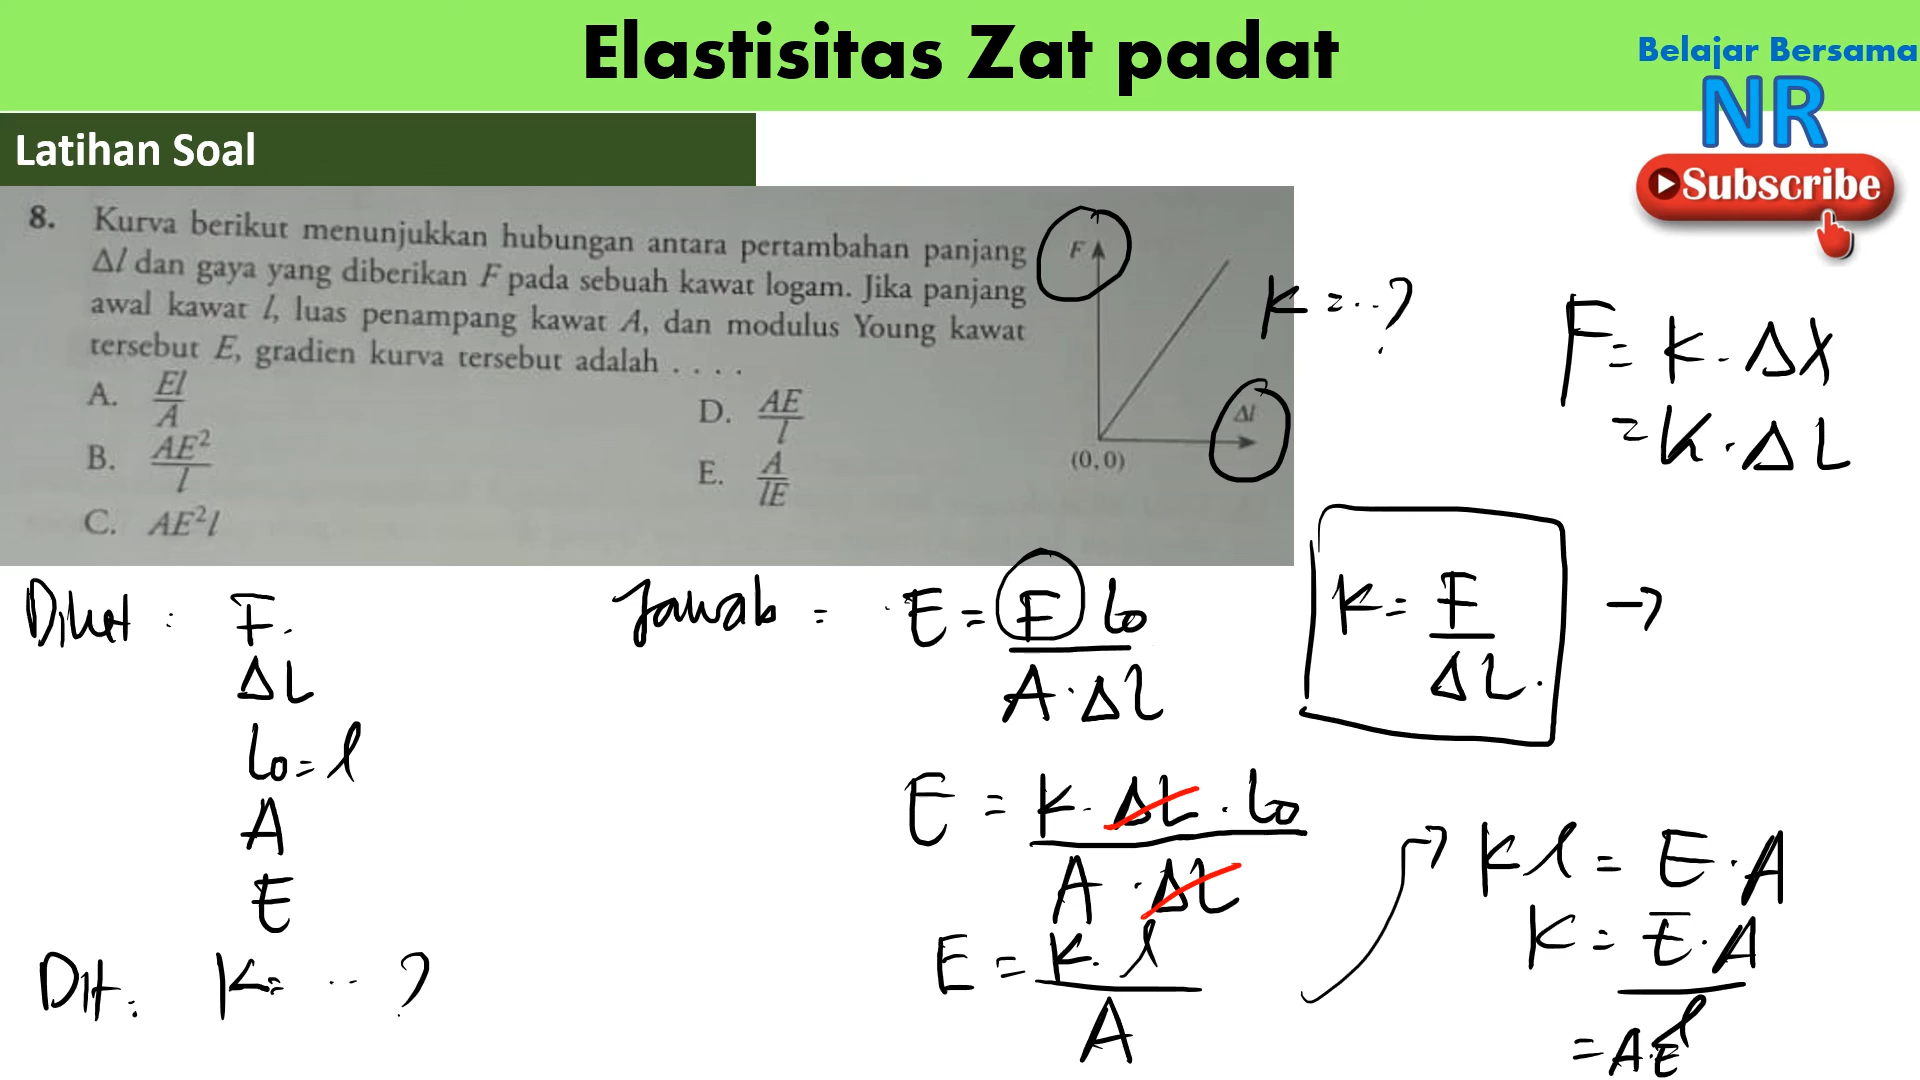 Elastisitas Zat padat
Belajar Bersama
NR
Subscribe
Latihan Soal
8. Kurva berikut menunjukkan hubungan antara pertambahan panjang
Δl dan gaya yang diberikan F pada sebuah kawat logam. Jika panjang
awal kawat l, luas penampang kawat A, dan modulus Young kawat
tersebut E, gradien kurva tersebut adalah . . . .
A. El/A
B. AE²/l
C. AE²l
D. AE/l
E. A/lE
F
Δl
(0, 0)
K = ..?
F = K . ΔX
= K . ΔL
K = F/ΔL. →
Diket : F.
ΔL
lo = l
A
E
Dit : K = ... ?
Jawab = E = F lo / A . Δl
E = K . ΔL . lo / A . ΔL
E = K . l / A
K l = E . A
K = E . A / l
= A E